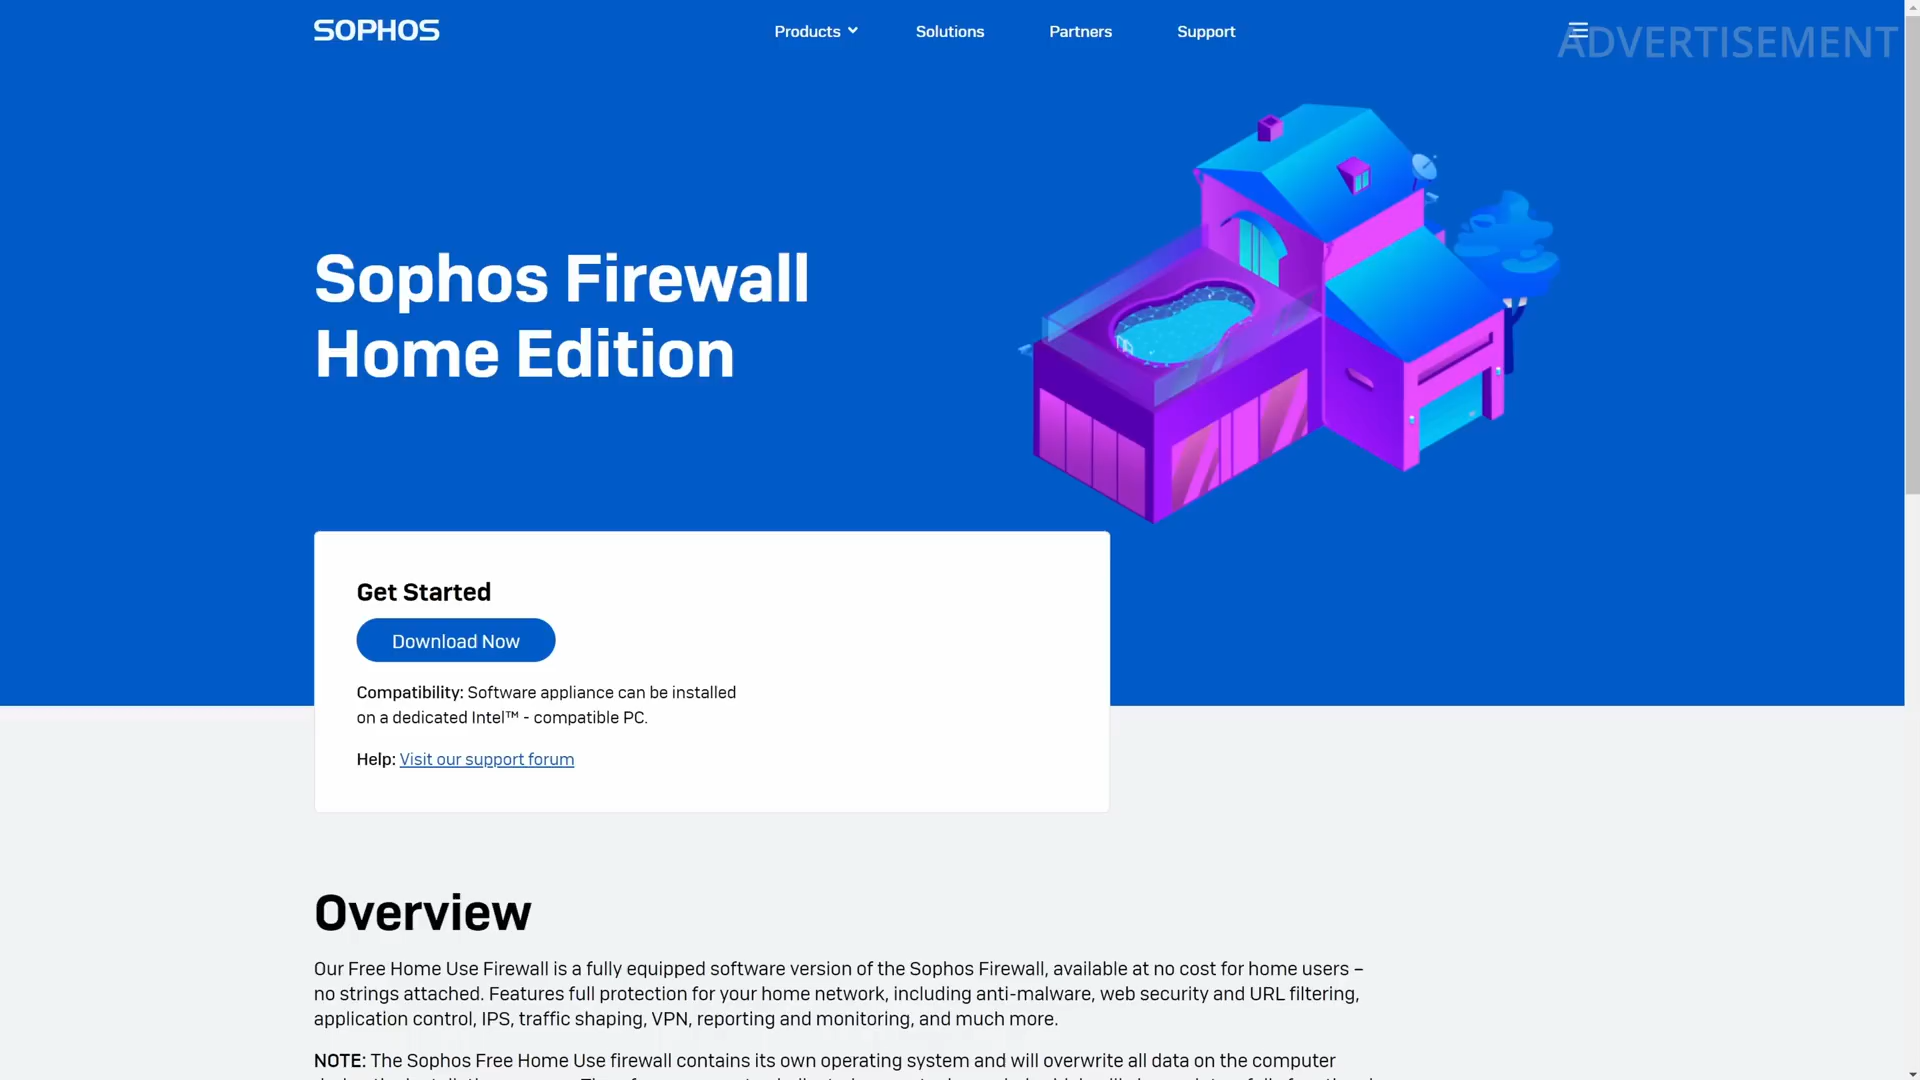 SOPHOS
Products
Solutions
Partners
Support
ADVERTISEMENT
Sophos Firewall
Home Edition
Get Started
Download Now
Compatibility: Software appliance can be installed
on a dedicated Intel™ - compatible PC.
Help: Visit our support forum
Overview
Our Free Home Use Firewall is a fully equipped software version of the Sophos Firewall, available at no cost for home users –
no strings attached. Features full protection for your home network, including anti-malware, web security and URL filtering,
application control, IPS, traffic shaping, VPN, reporting and monitoring, and much more.
NOTE: The Sophos Free Home Use firewall contains its own operating system and will overwrite all data on the computer